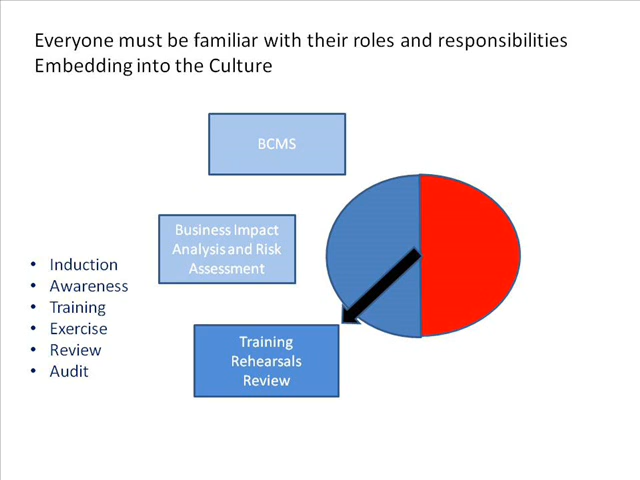 Everyone must be familiar with their roles and responsibilities
Embedding into the Culture
BCMS
Business Impact
Analysis and Risk
Assessment
• Induction
• Awareness
• Training
• Exercise
• Review
• Audit
Training
Rehearsals
Review